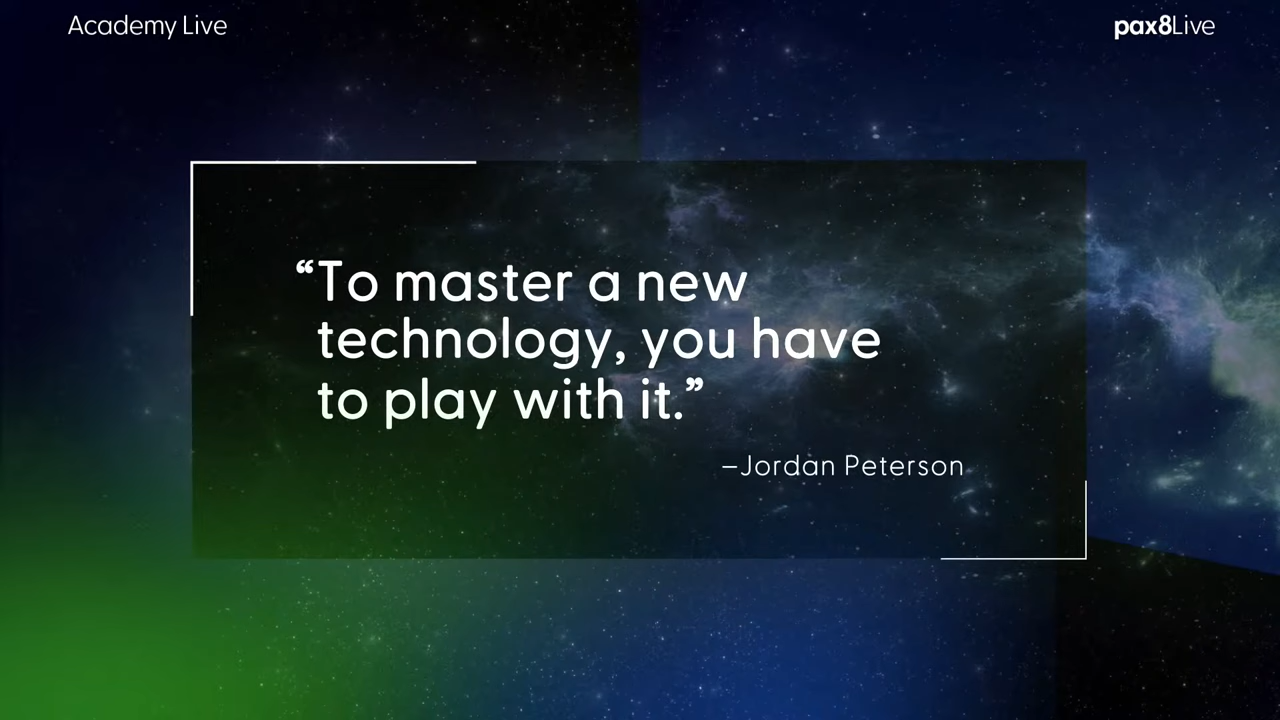 Academy Live
pax8Live
“To master a new
technology, you have
to play with it.”
–Jordan Peterson